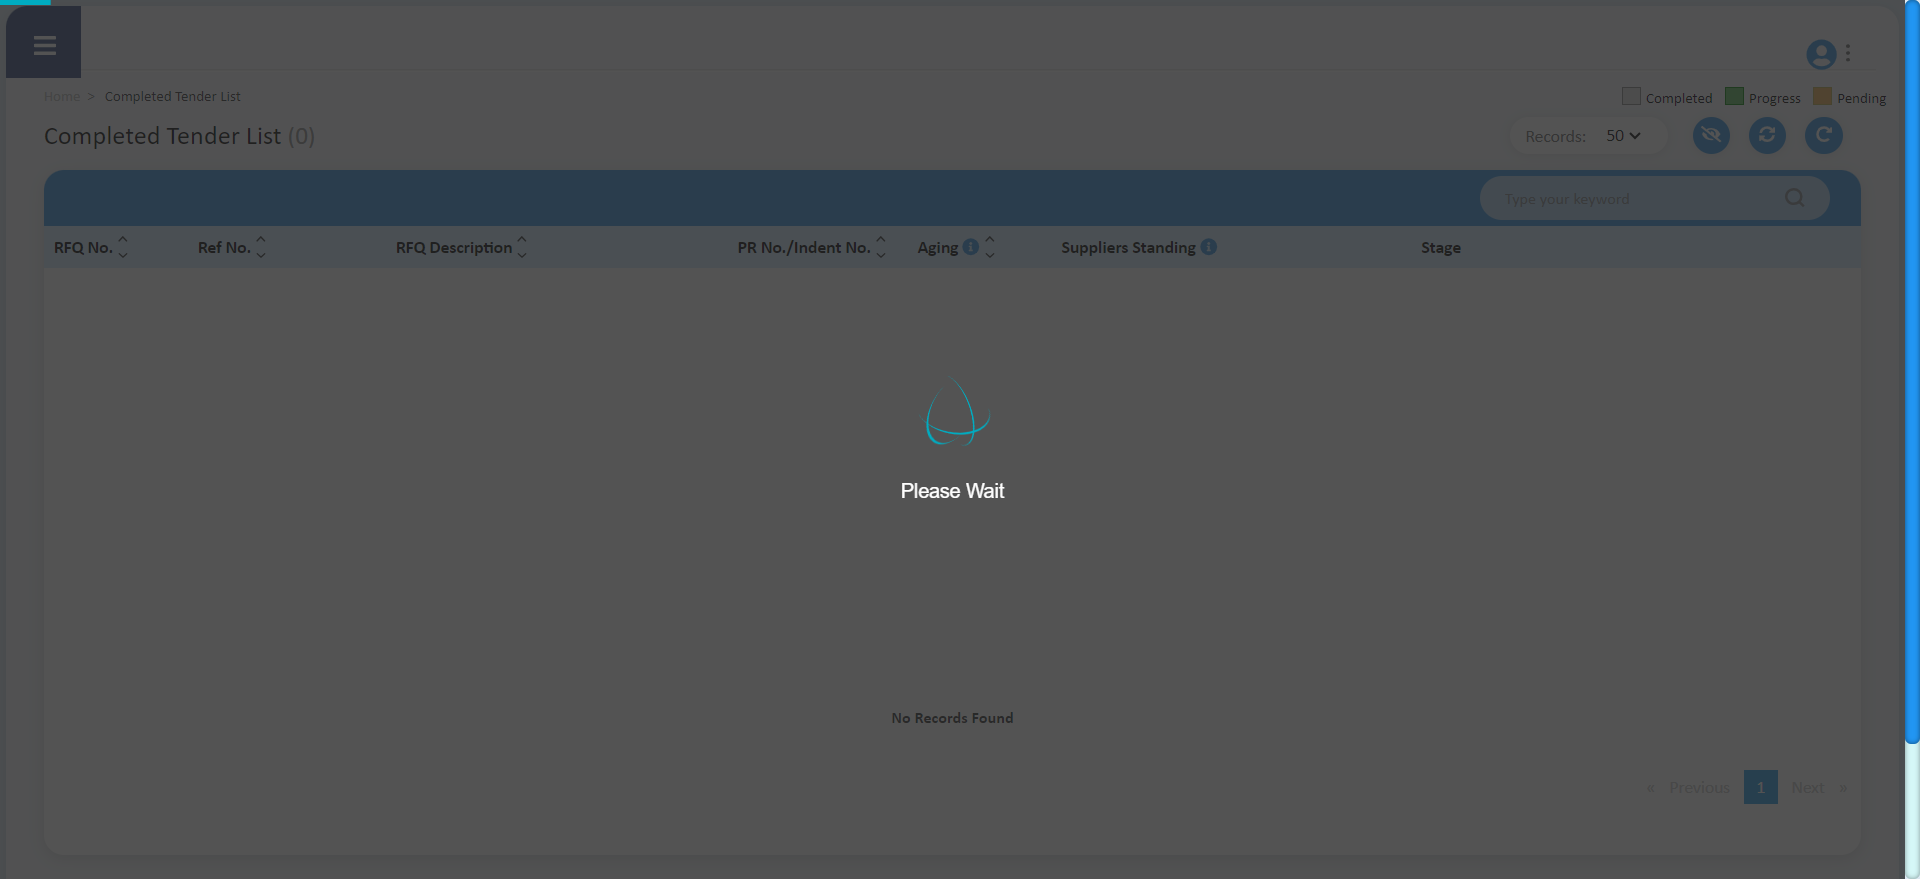 Home > Completed Tender List
Completed Progress Pending
Completed Tender List (0)
Records: 50
Type your keyword
RFQ No. Ref No. RFQ Description PR No./Indent No. Aging Suppliers Standing Stage
Please Wait
No Records Found
« Previous 1 Next »